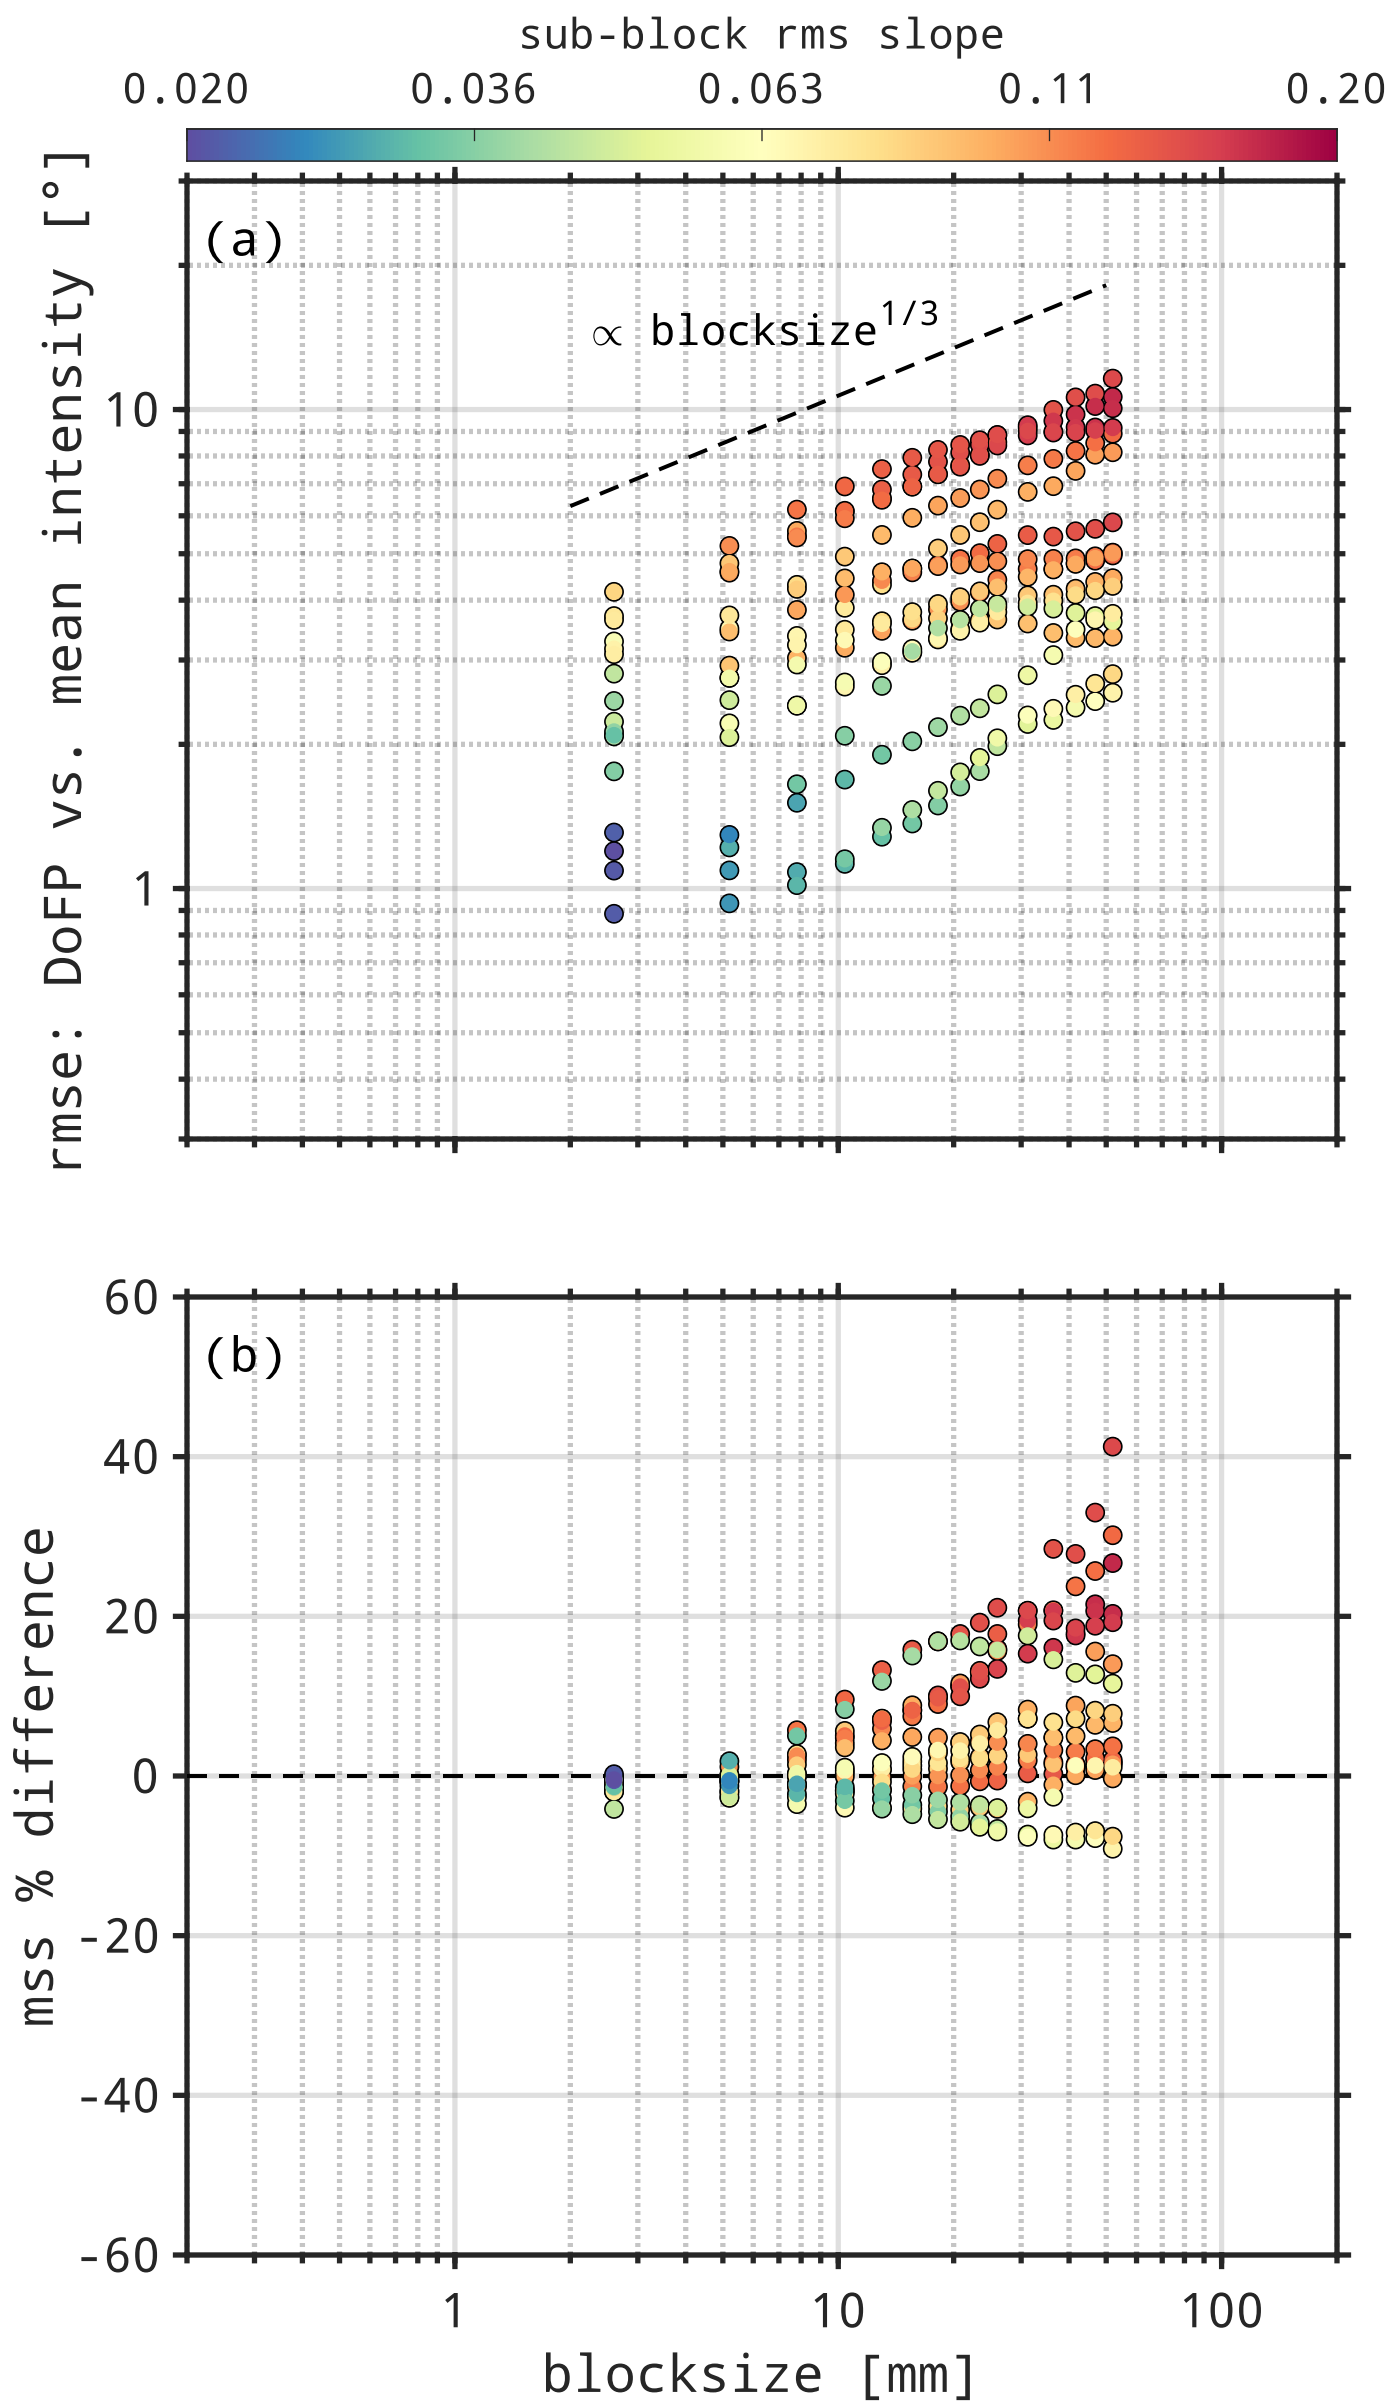 sub-block rms slope
0.020 0.036 0.063 0.11 0.20
rmse: DoFP vs. mean intensity [°]
(a)
∝ blocksize^1/3
10
1
mss % difference
(b)
60
40
20
0
-20
-40
-60
1 10 100
blocksize [mm]